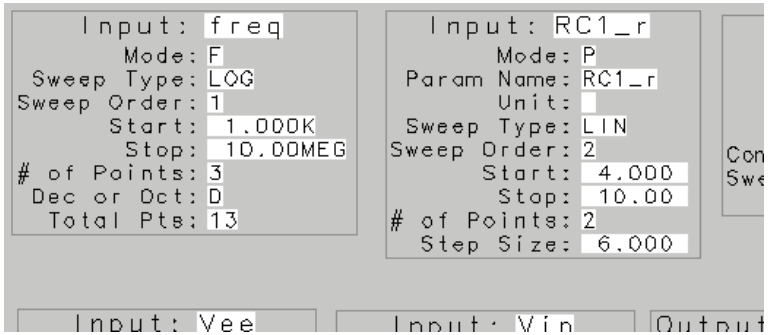 Input: freq
Mode: F
Sweep Type: LOG
Sweep Order: 1
Start: 1.000K
Stop: 10.00MEG
# of Points: 3
Dec or Oct: D
Total Pts: 13
Input: RC1_r
Mode: P
Param Name: RC1_r
Unit:
Sweep Type: LIN
Sweep Order: 2
Start: 4.000
Stop: 10.00
# of Points: 2
Step Size: 6.000
Con
Swe
Input: Vee
Input: Vin
Output